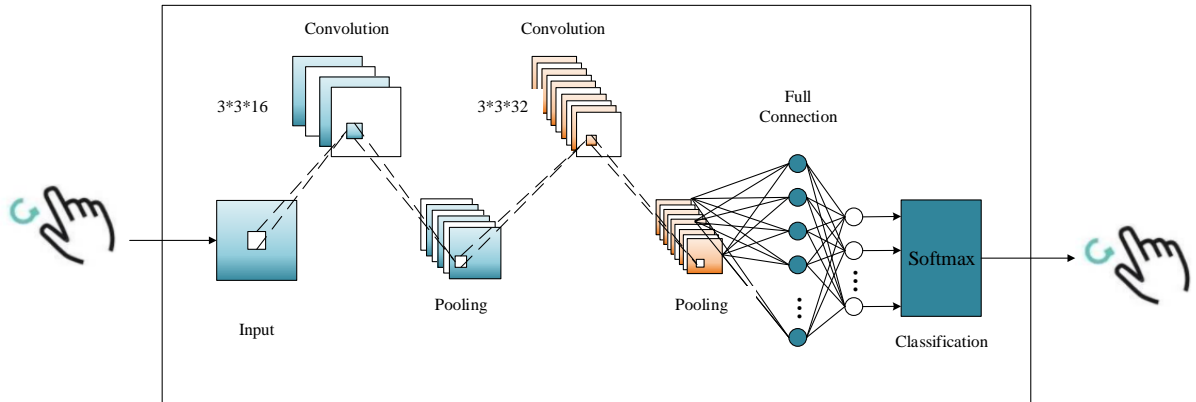 Convolution
Convolution
3*3*16
3*3*32
Full
Connection
Softmax
Pooling
Pooling
Input
Classification